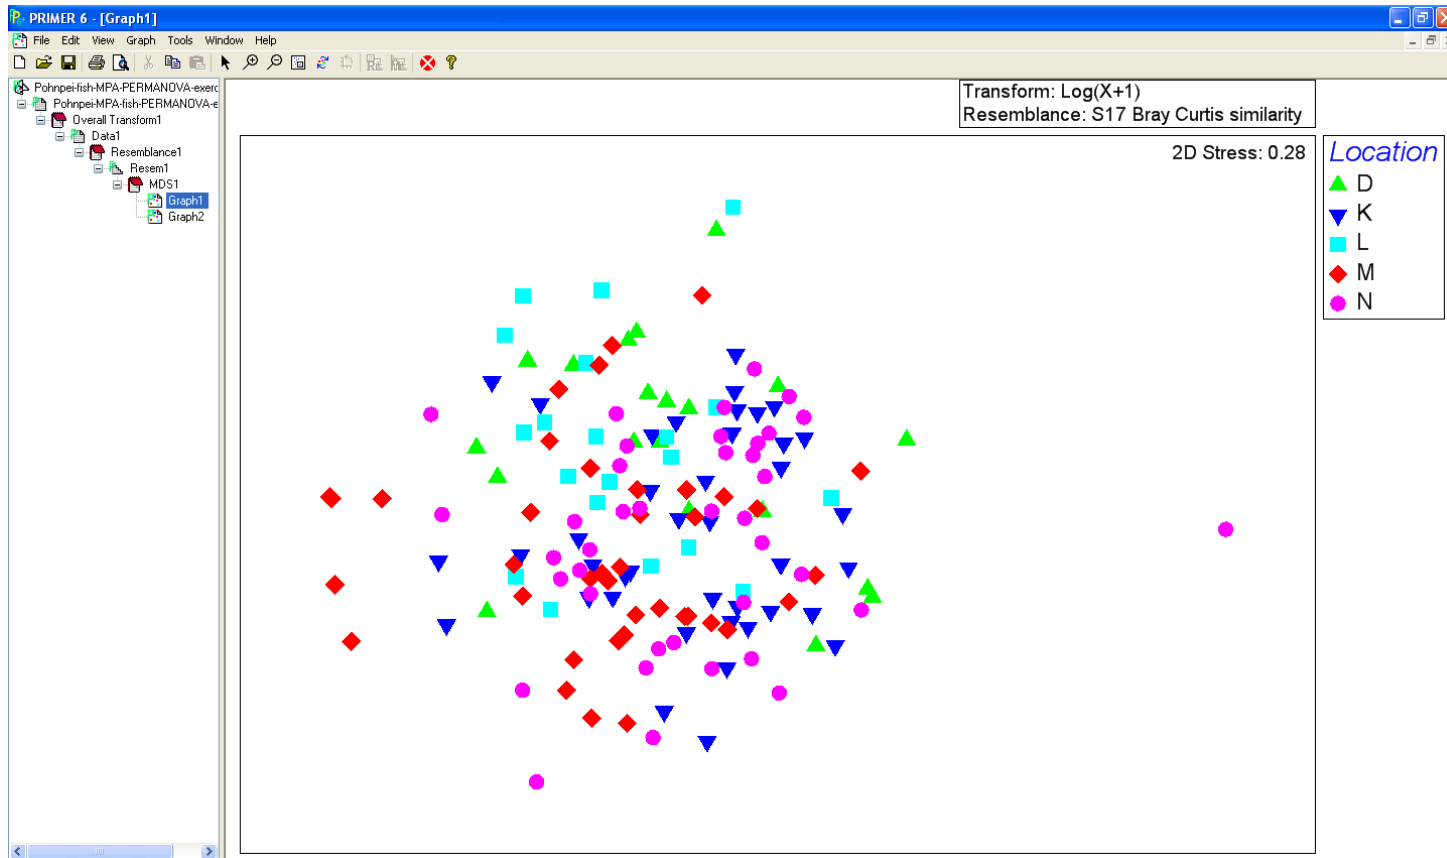 PRIMER 6 - [Graph1]
File Edit View Graph Tools Window Help
Pohnpei-fish-MPA-PERMANOVA-exerc
Pohnpei-MPA-fish-PERMANOVA-e
Overall Transform1
Data1
Resemblance1
Resem1
MDS1
Graph1
Graph2
Transform: Log(X+1)
Resemblance: S17 Bray Curtis similarity
2D Stress: 0.28
Location
D
K
L
M
N